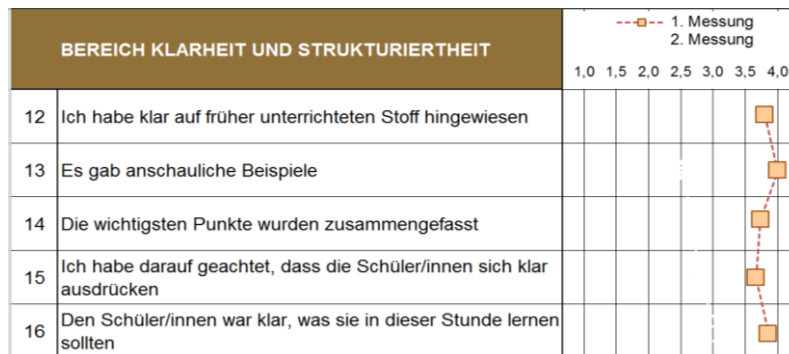 BEREICH KLARHEIT UND STRUKTURIERTHEIT
1. Messung
2. Messung
1,0 1,5 2,0 2,5 3,0 3,5 4,0
12 Ich habe klar auf früher unterrichteten Stoff hingewiesen
13 Es gab anschauliche Beispiele
14 Die wichtigsten Punkte wurden zusammengefasst
15 Ich habe darauf geachtet, dass die Schüler/innen sich klar
ausdrücken
16 Den Schüler/innen war klar, was sie in dieser Stunde lernen
sollten